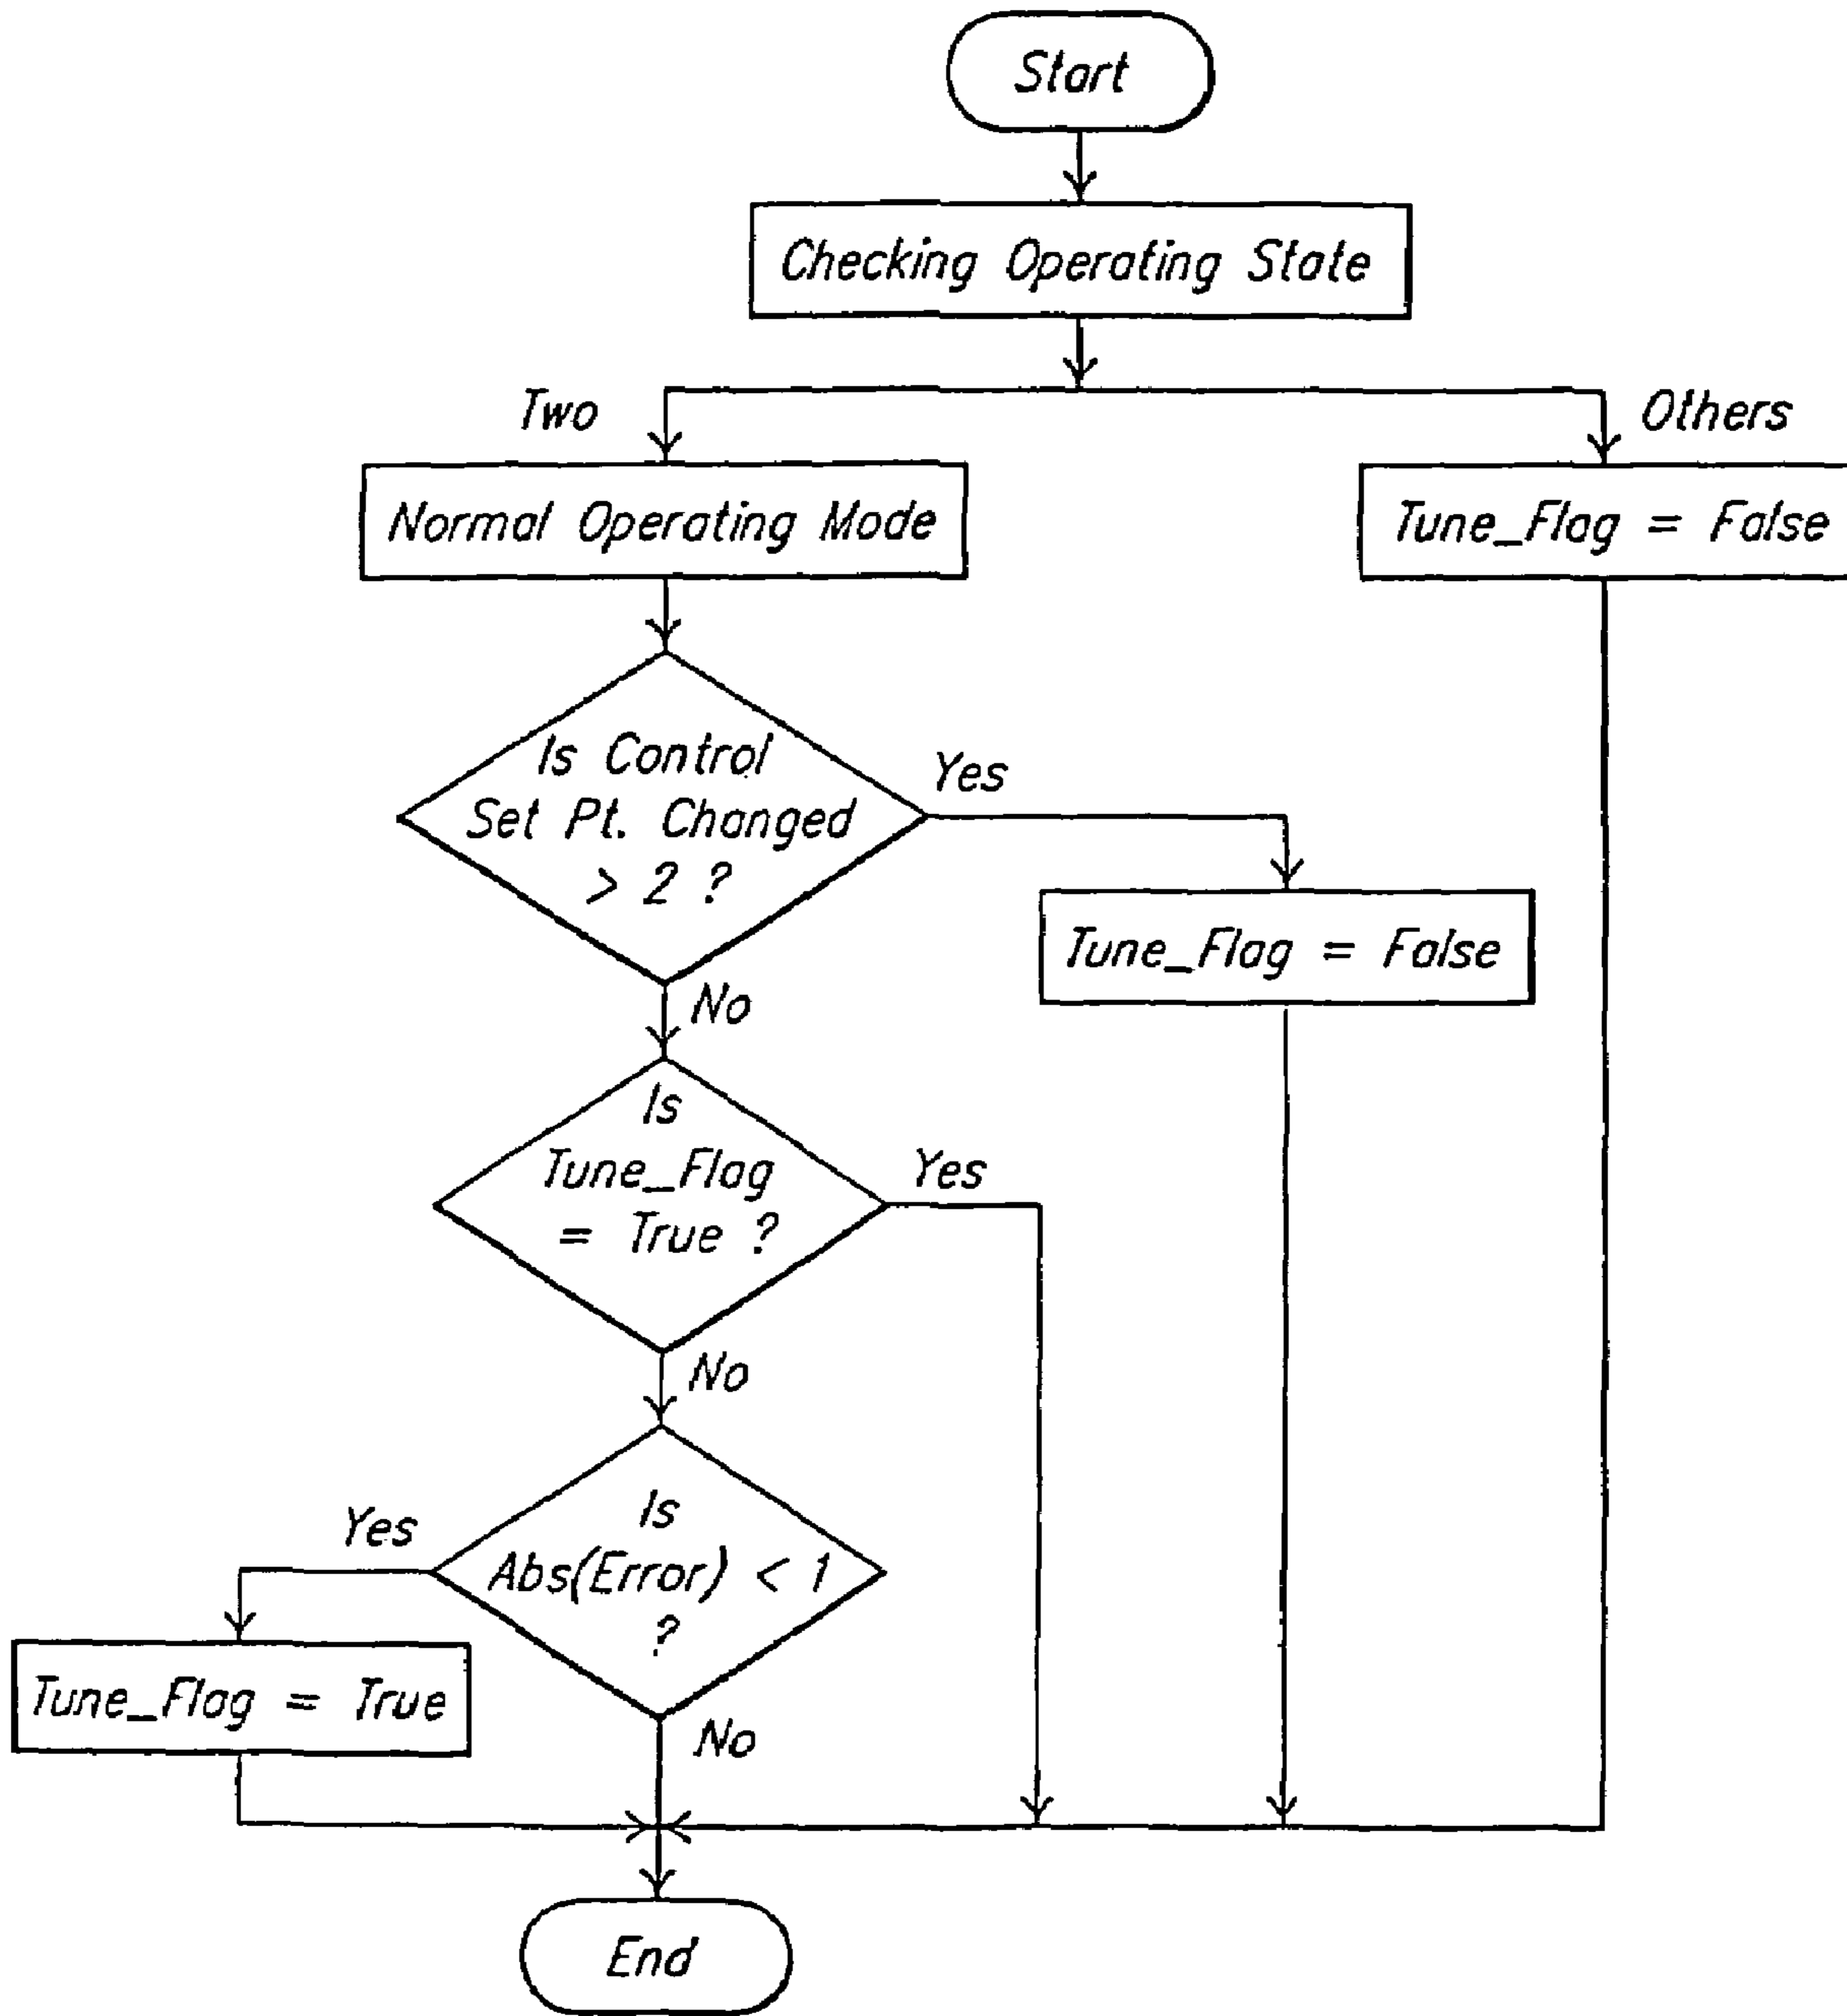 Start
Checking Operating State
Two
Others
Normal Operating Mode
Tune_Flag = False
Is Control
Set Pt. Changed
> 2 ?
Yes
Tune_Flag = False
No
Is
Tune_Flag
= True ?
Yes
No
Is
Abs(Error) < 1
?
Yes
Tune_Flag = True
No
End